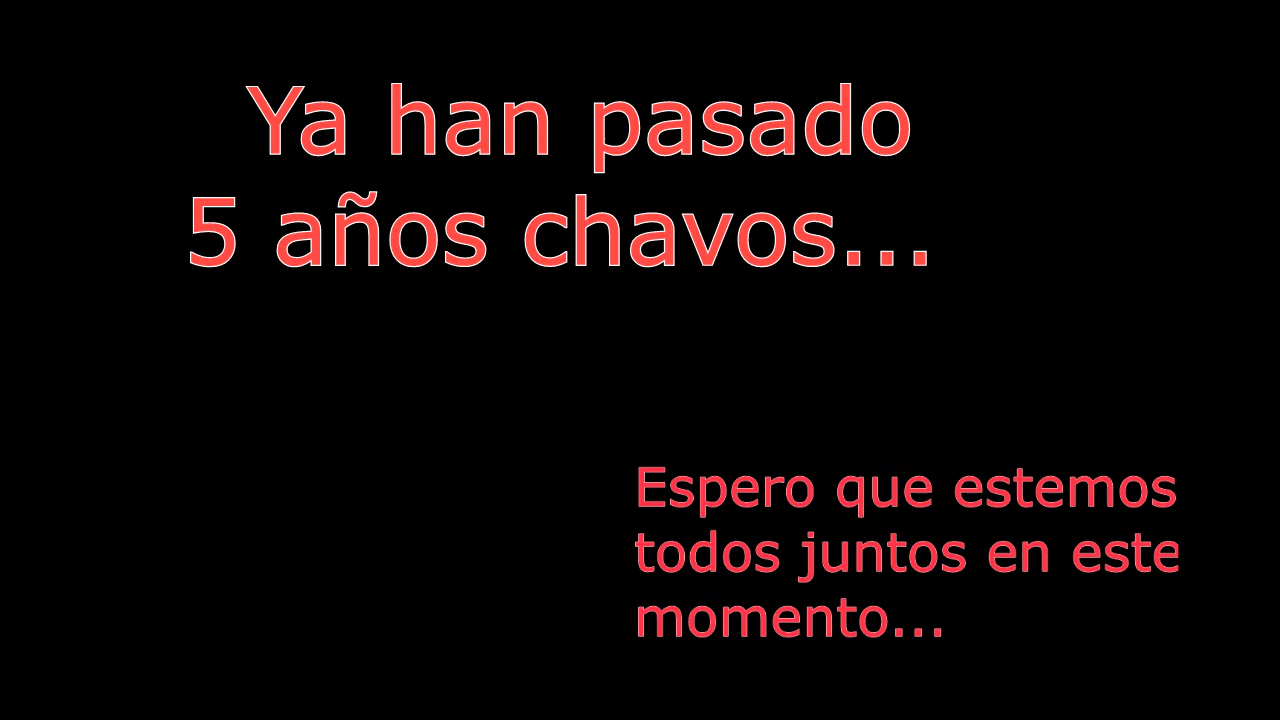 Ya han pasado
5 años chavos...
Espero que estemos
todos juntos en este
momento...